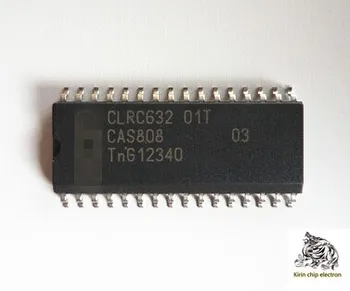 CLRC632 01T
CAS808 03
TnG12340
Kirin chip electron